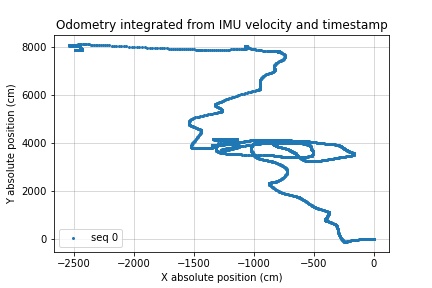 Odometry integrated from IMU velocity and timestamp
8000
6000
4000
2000
0
Y absolute position (cm)
seq 0
−2500 −2000 −1500 −1000 −500 0
X absolute position (cm)